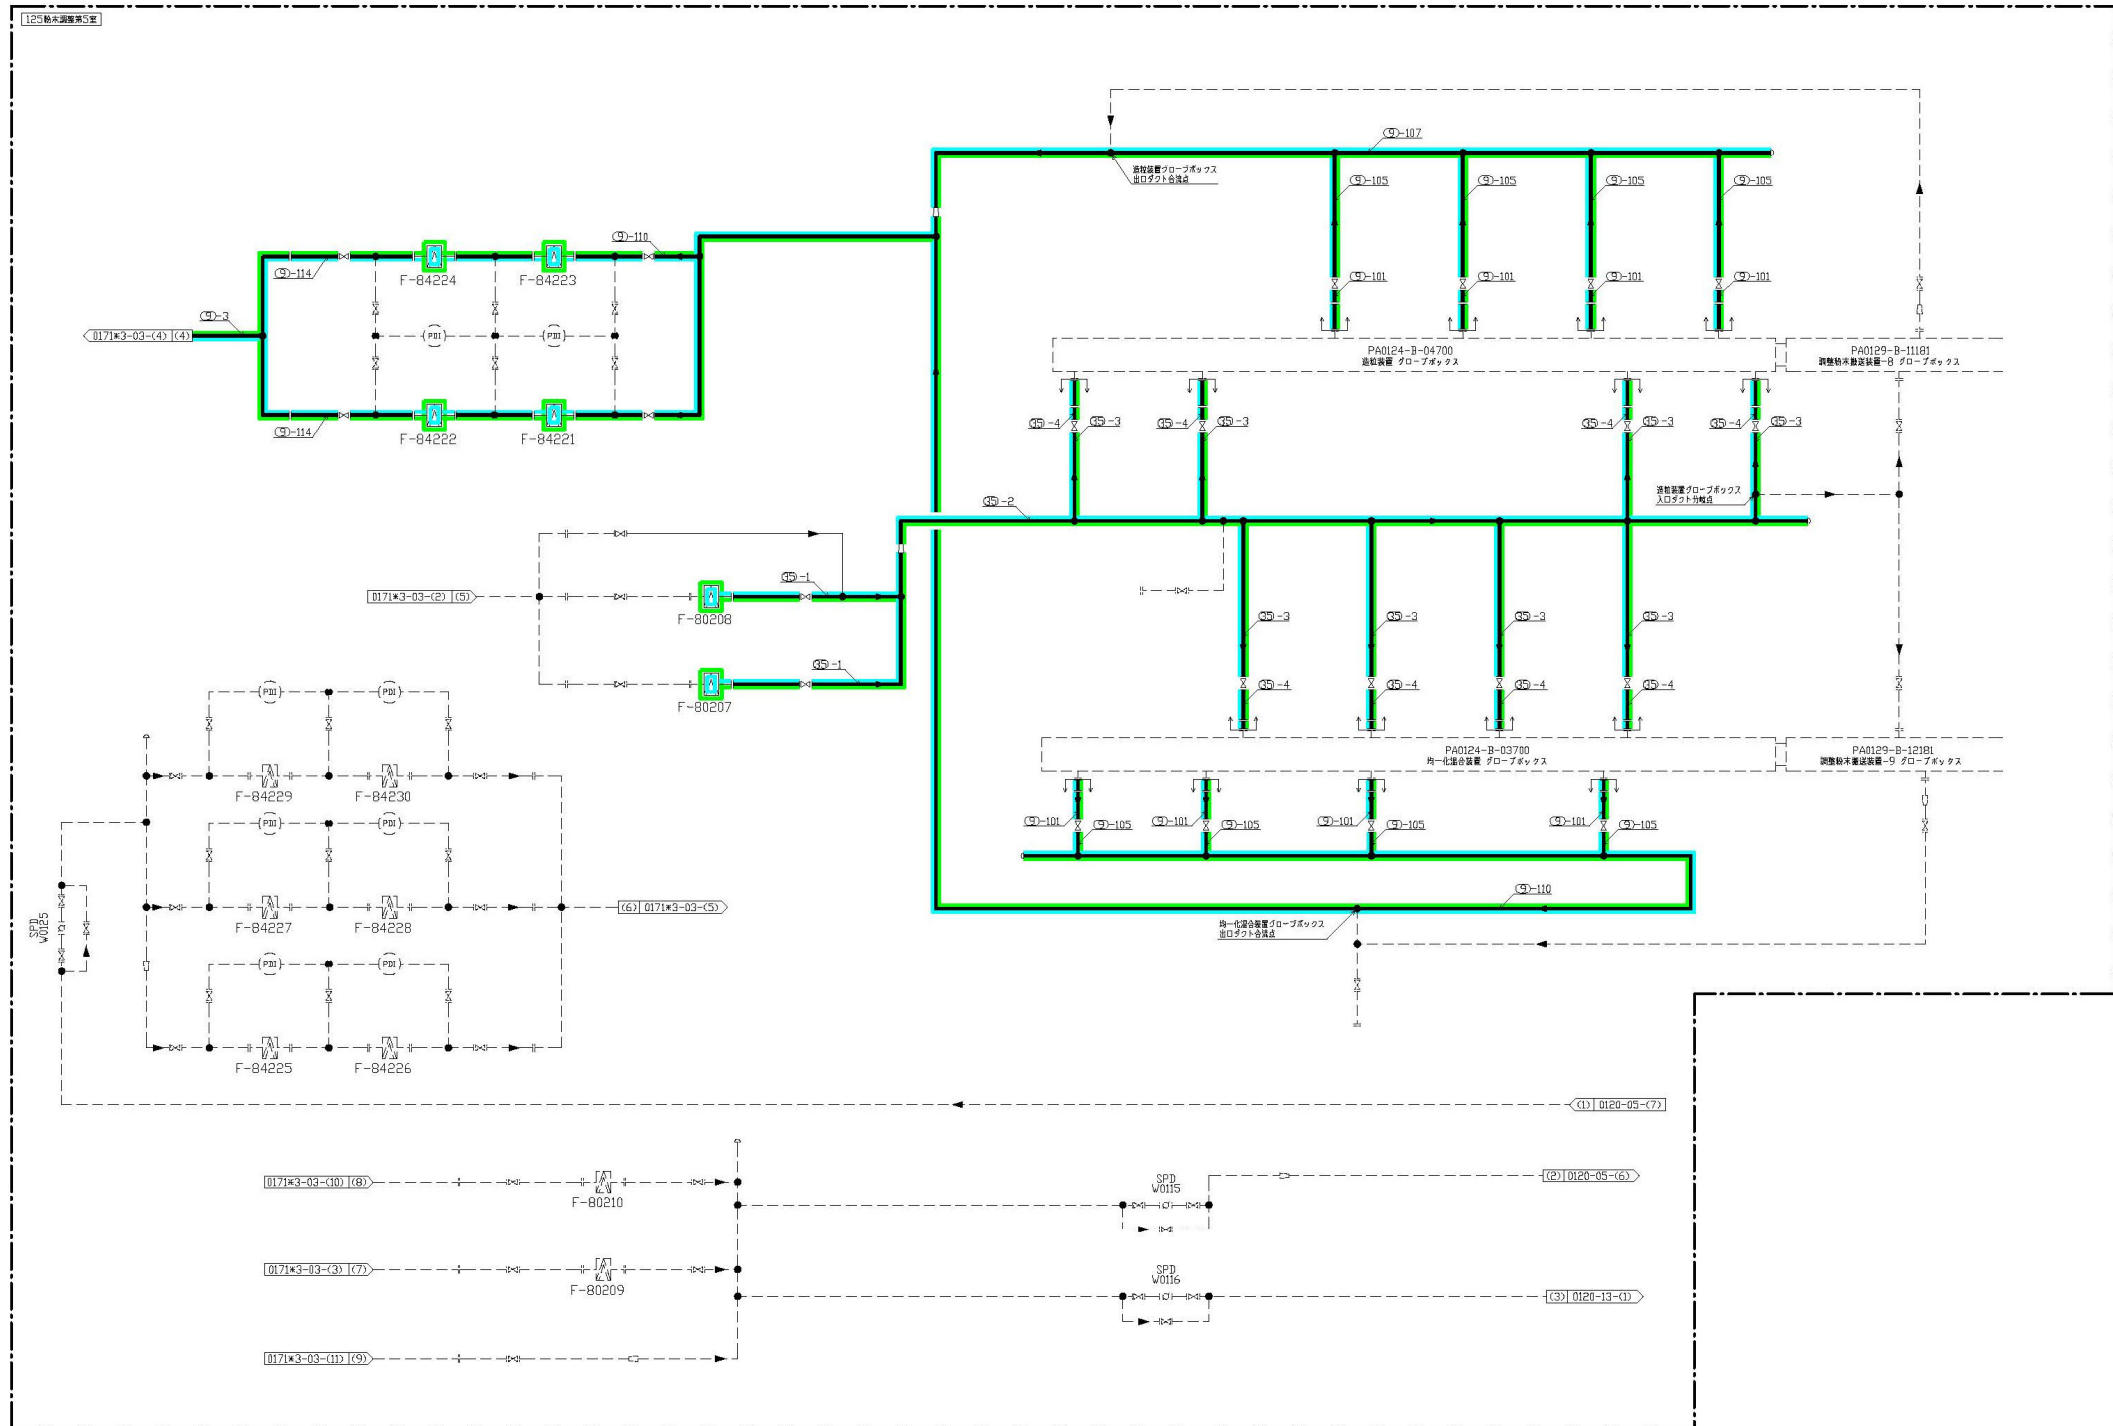 125粉末調整第5室
⑨-107
造粒装置グローブボックス
出口ダクト合流点
⑨-105
⑨-105
⑨-105
⑨-105
⑨-110
⑨-114
F-84224
F-84223
⑨-101
⑨-101
⑨-101
⑨-101
⑨-3
0171*3-03-(4) (4)
PA0124-B-04700
造粒装置 グローブボックス
PA0129-B-11181
調整粉末搬送装置-8 グローブボックス
⑨-114
F-84222
F-84221
㉟-4
㉟-3
㉟-4
㉟-3
㉟-4
㉟-3
㉟-4
㉟-3
(PDI)
(PDI)
㉟-2
造粒装置グローブボックス
入口ダクト分岐点
㉟-1
0171*3-03-(2) (5)
F-80208
㉟-3
㉟-3
㉟-3
㉟-3
㉟-1
F-80207
㉟-4
㉟-4
㉟-4
㉟-4
(PDI)
(PDI)
PA0124-B-03700
均一化混合装置 グローブボックス
PA0129-B-12181
調整粉末搬送装置-9 グローブボックス
F-84229
F-84230
(PDI)
(PDI)
⑨-101
⑨-105
⑨-101
⑨-105
⑨-101
⑨-105
⑨-101
⑨-105
⑨-110
(6) 0171*3-03-(5)
SPD
W0125
F-84227
F-84228
均一化混合装置グローブボックス
出口ダクト合流点
(PDI)
(PDI)
F-84225
F-84226
(1) 0120-05-(7)
0171*3-03-(10) (8)
F-80210
SPD
W0115
(2) 0120-05-(6)
0171*3-03-(3) (7)
F-80209
SPD
W0116
(3) 0120-13-(1)
0171*3-03-(11) (9)